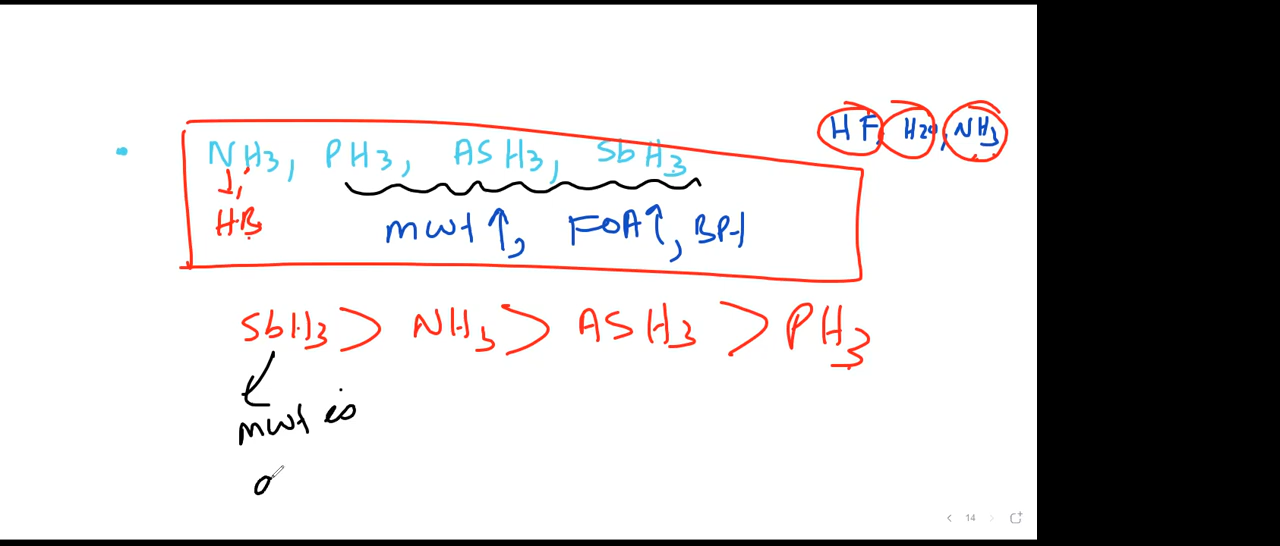 HF, H2O, NH3
NH3, PH3, ASH3, SbH3
HB
mwt ↑, FOA ↑, BP↑
SbH3 > NH3 > ASH3 > PH3
mwt is
14